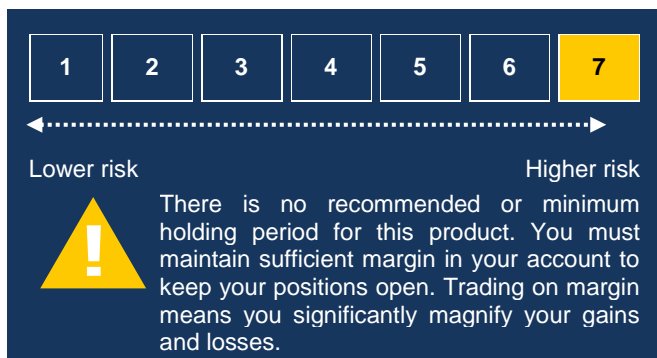 1 2 3 4 5 6 7
Lower risk Higher risk
!
There is no recommended or minimum
holding period for this product. You must
maintain sufficient margin in your account to
keep your positions open. Trading on margin
means you significantly magnify your gains
and losses.